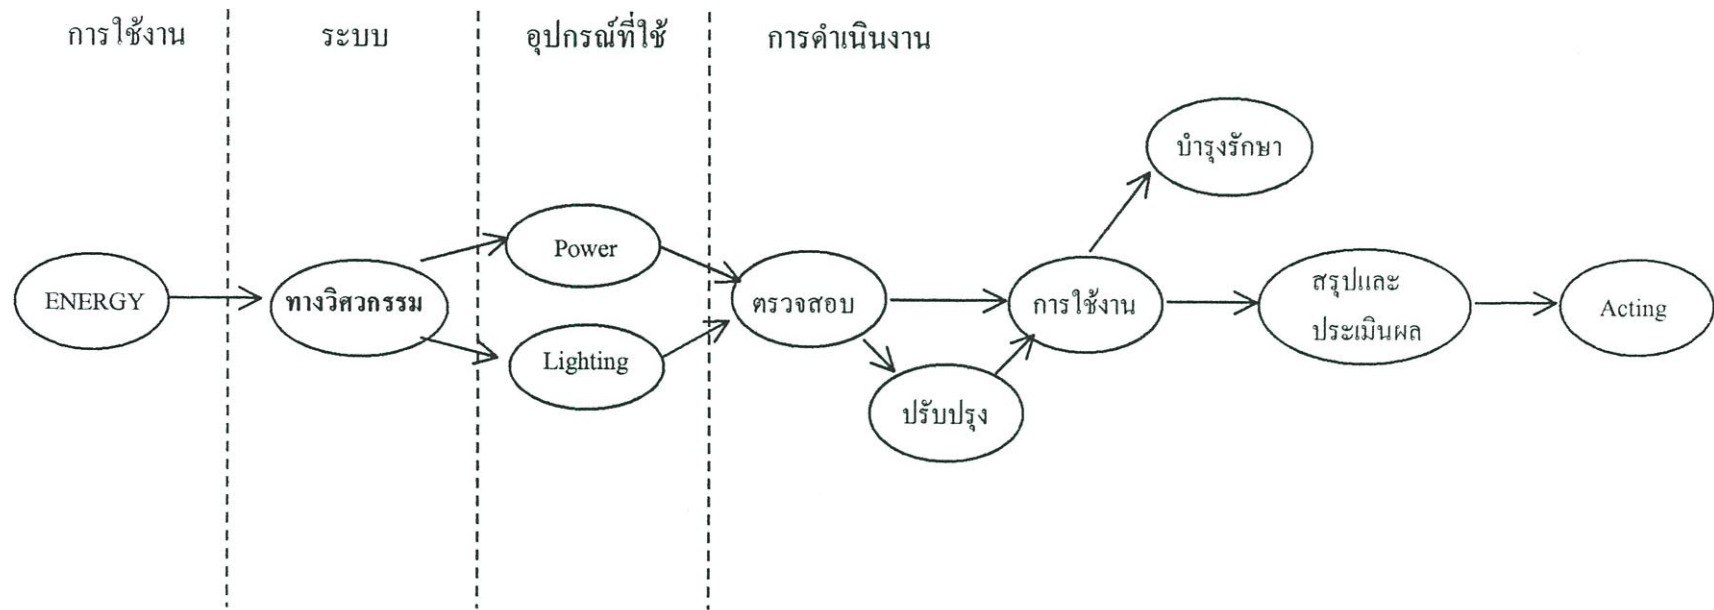 การใช้งาน
ระบบ
อุปกรณ์ที่ใช้
การดำเนินงาน
บำรุงรักษา
Power
ENERGY
ทางวิศวกรรม
ตรวจสอบ
การใช้งาน
สรุปและ
ประเมินผล
Acting
Lighting
ปรับปรุง